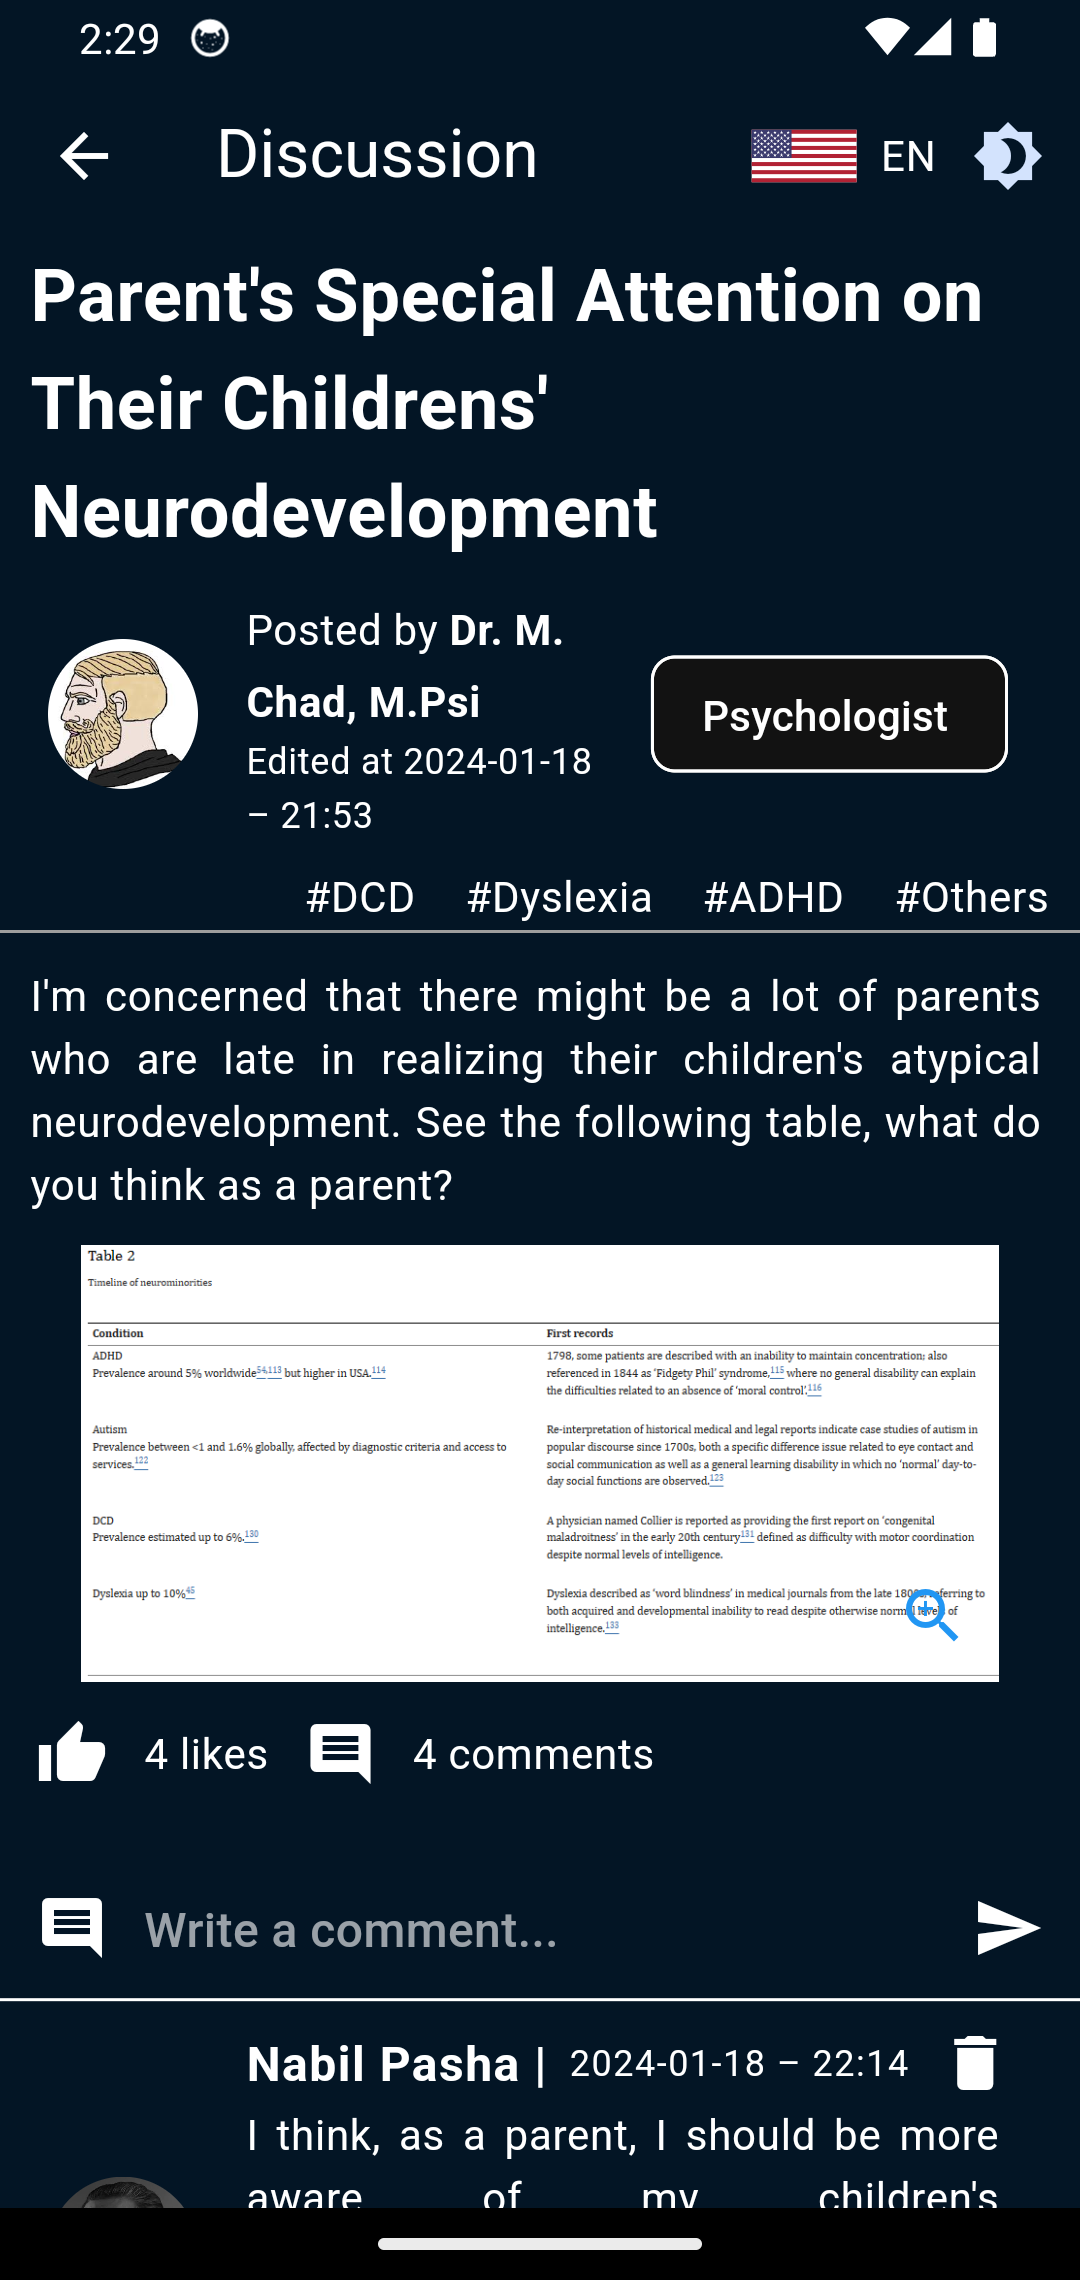 2:29
Discussion
EN
Parent's Special Attention on
Their Childrens'
Neurodevelopment
Posted by Dr. M.
Chad, M.Psi
Edited at 2024-01-18
– 21:53
Psychologist
#DCD #Dyslexia #ADHD #Others
I'm concerned that there might be a lot of parents
who are late in realizing their children's atypical
neurodevelopment. See the following table, what do
you think as a parent?
Table 2
Timeline of neurominorities
Condition First records
ADHD
Prevalence around 5% worldwide54,113 but higher in USA.114
1798, some patients are described with an inability to maintain concentration; also
referenced in 1844 as 'Fidgety Phil' syndrome,115 where no general disability can explain
the difficulties related to an absence of 'moral control'.116
Autism
Prevalence between <1 and 1.6% globally, affected by diagnostic criteria and access to
services.122
Re-interpretation of historical medical and legal reports indicate case studies of autism in
popular discourse since 1700s, both a specific difference issue related to eye contact and
social communication as well as a general learning disability in which no 'normal' day-to-
day social functions are observed.123
DCD
Prevalence estimated up to 6%.130
A physician named Collier is reported as providing the first report on 'congenital
maladroitness' in the early 20th century131 defined as difficulty with motor coordination
despite normal levels of intelligence.
Dyslexia up to 10%45
Dyslexia described as 'word blindness' in medical journals from the late 1800s, referring to
both acquired and developmental inability to read despite otherwise normal levels of
intelligence.133
4 likes 4 comments
Write a comment...
Nabil Pasha | 2024-01-18 – 22:14
I think, as a parent, I should be more
aware of my children's